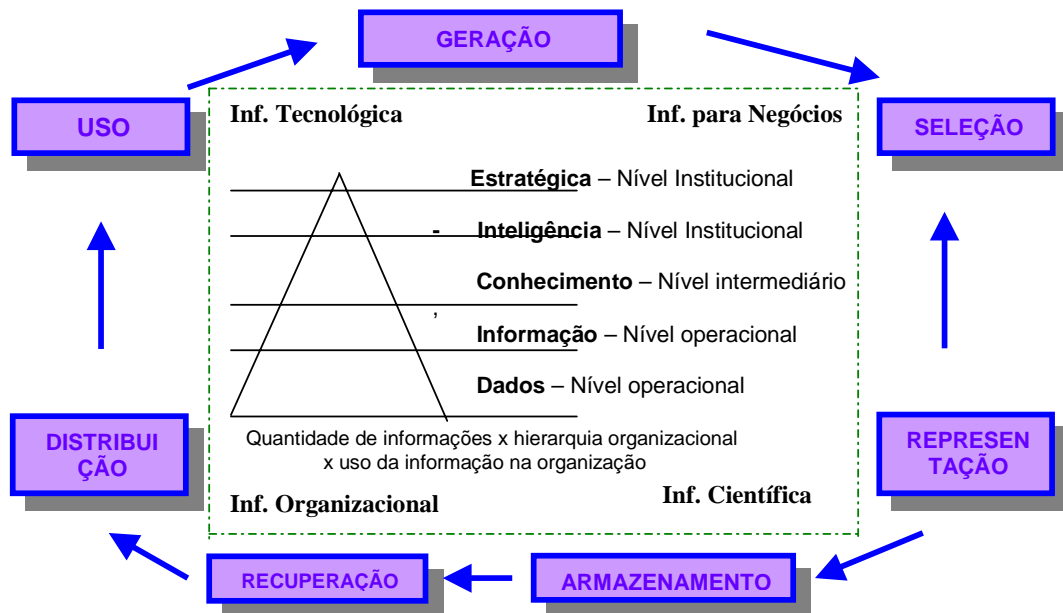 GERAÇÃO
USO
SELEÇÃO
Inf. Tecnológica
Inf. para Negócios
Estratégica – Nível Institucional
- Inteligência – Nível Institucional
Conhecimento – Nível intermediário
,
Informação – Nível operacional
Dados – Nível operacional
Quantidade de informações x hierarquia organizacional
x uso da informação na organização
DISTRIBUI
ÇÃO
REPRESEN
TAÇÃO
Inf. Organizacional
Inf. Científica
RECUPERAÇÃO
ARMAZENAMENTO